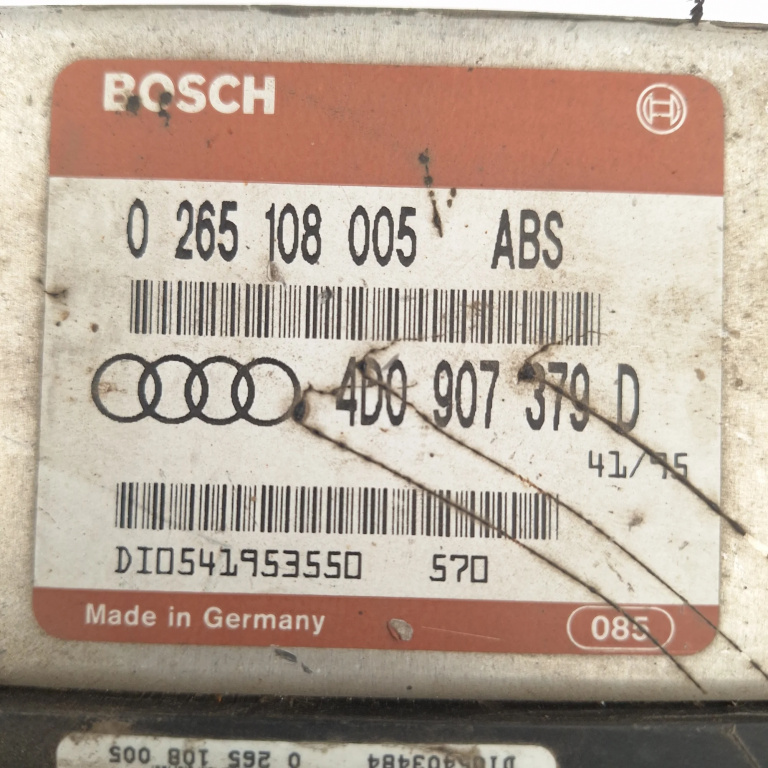 BOSCH
0 265 108 005 ABS
4D0 907 379 D
41/95
DI0541953550 570
Made in Germany 085
DI05403484 0 265 108 005